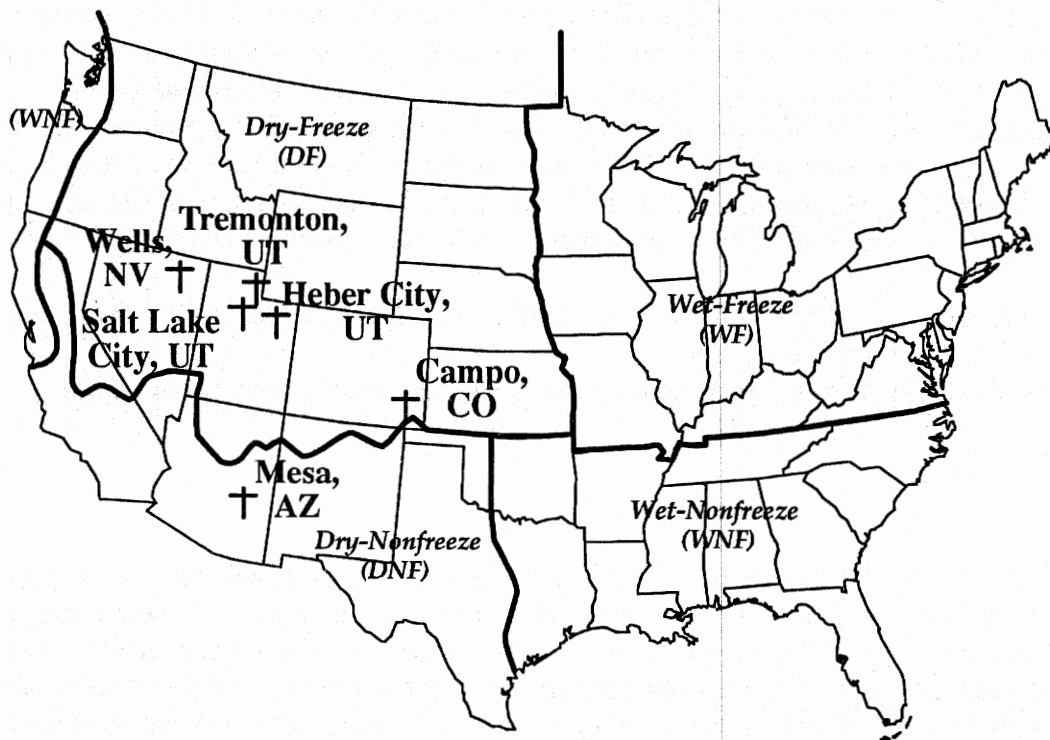 (WNF)
Dry-Freeze
(DF)
Tremonton,
UT
Wells,
NV
Heber City,
UT
Salt Lake
City, UT
Wet-Freeze
(WF)
Campo,
CO
Mesa,
AZ
Wet-Nonfreeze
(WNF)
Dry-Nonfreeze
(DNF)